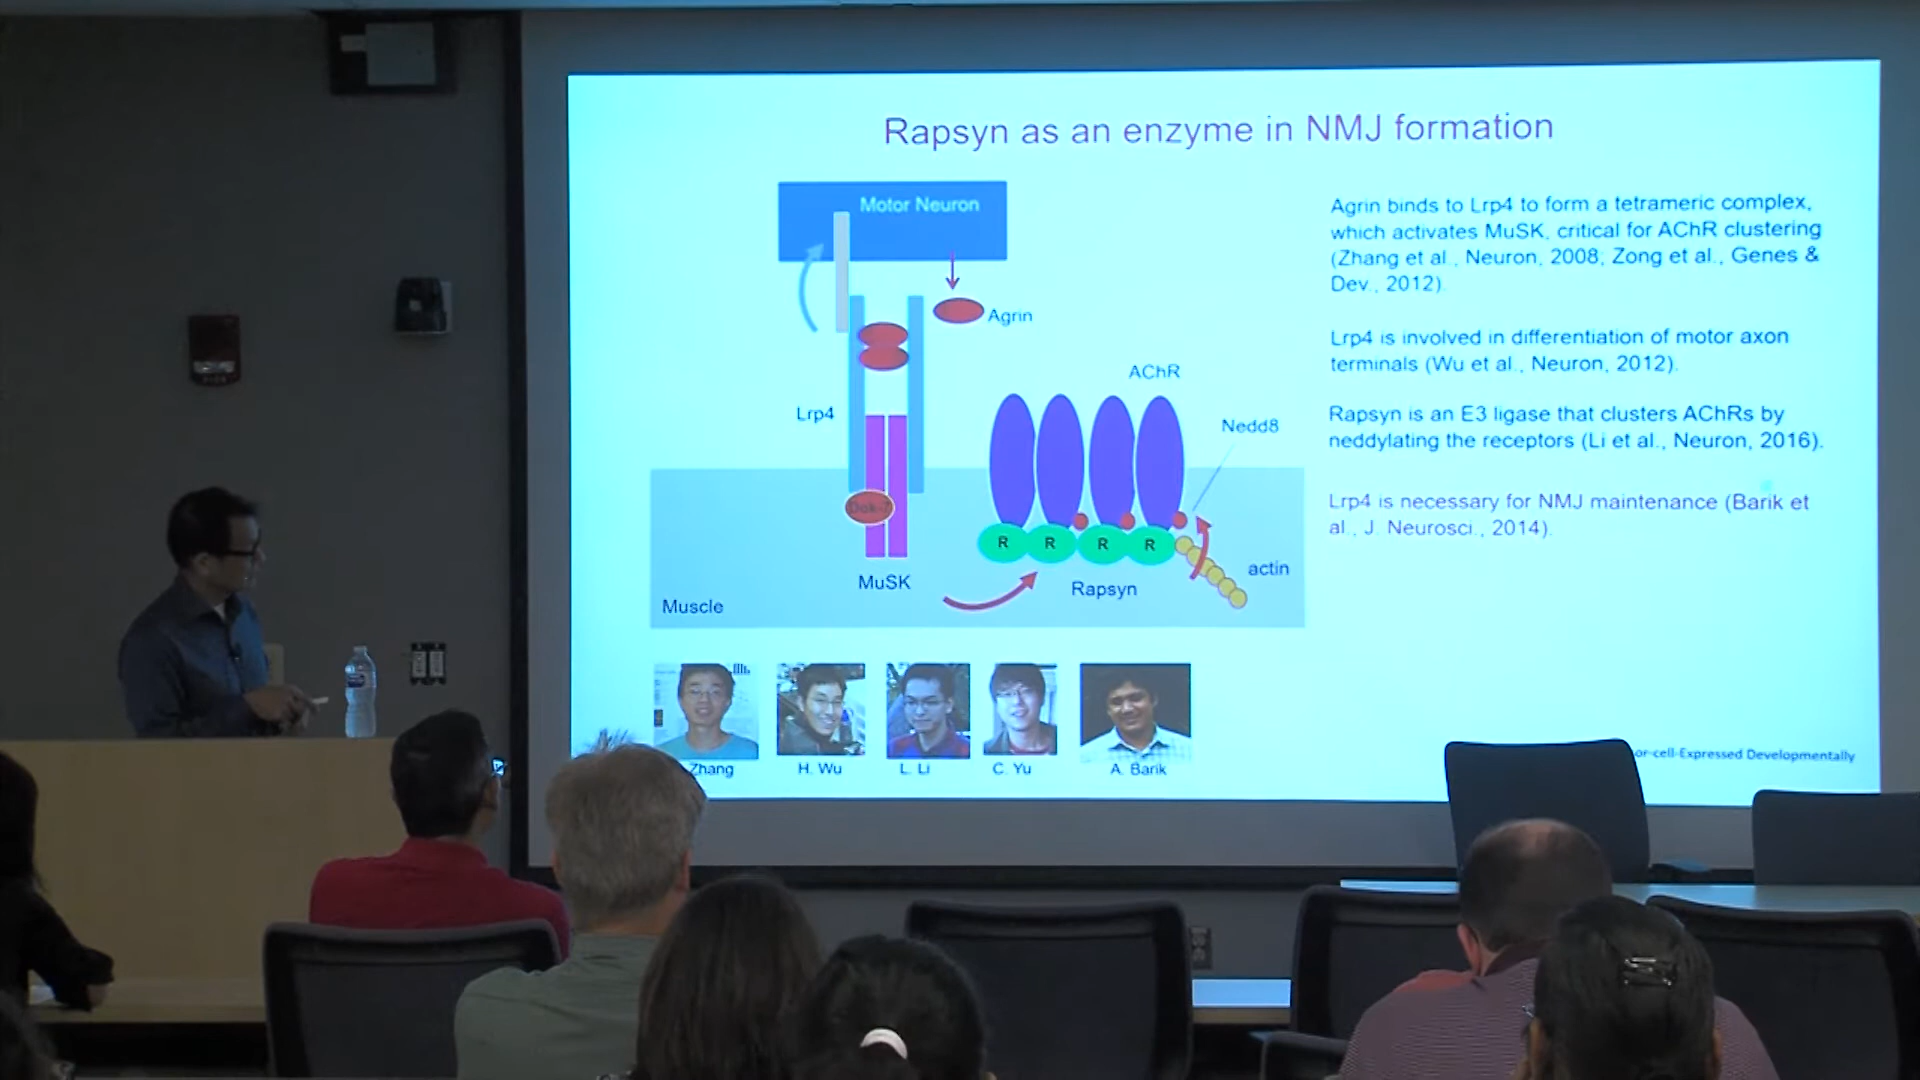 Rapsyn as an enzyme in NMJ formation
Motor Neuron
Agrin
AChR
Lrp4
Nedd8
Dok-7
R R R R
actin
MuSK
Rapsyn
Muscle
Agrin binds to Lrp4 to form a tetrameric complex,
which activates MuSK, critical for AChR clustering
(Zhang et al., Neuron, 2008; Zong et al., Genes &
Dev., 2012).
Lrp4 is involved in differentiation of motor axon
terminals (Wu et al., Neuron, 2012).
Rapsyn is an E3 ligase that clusters AChRs by
neddylating the receptors (Li et al., Neuron, 2016).
Lrp4 is necessary for NMJ maintenance (Barik et
al., J. Neurosci., 2014).
Zhang
H. Wu
L. Li
C. Yu
A. Barik
or-cell-Expressed Developmentally